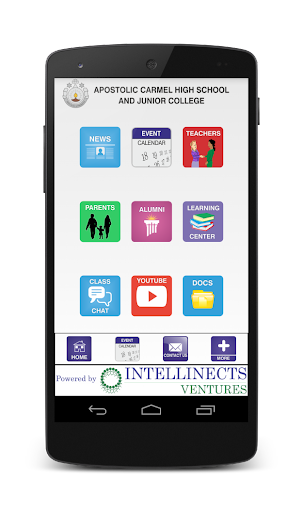 APOSTOLIC CARMEL HIGH SCHOOL
AND JUNIOR COLLEGE
NEWS
EVENT
CALENDAR
TEACHERS
PARENTS
ALUMNI
LEARNING
CENTER
CLASS
CHAT
YOUTUBE
DOCS
HOME
EVENT
CALENDAR
CONTACT US
MORE
Powered by INTELLINECTS
VENTURES